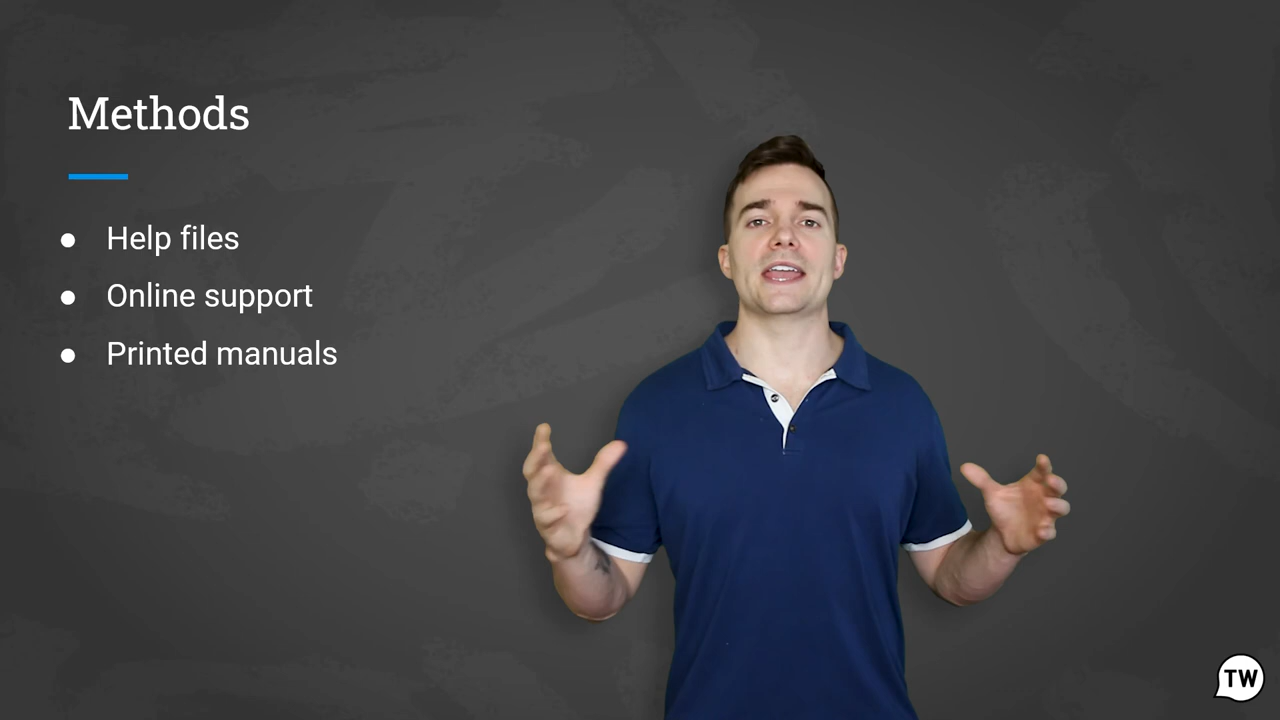 Methods
● Help files
● Online support
● Printed manuals
TW